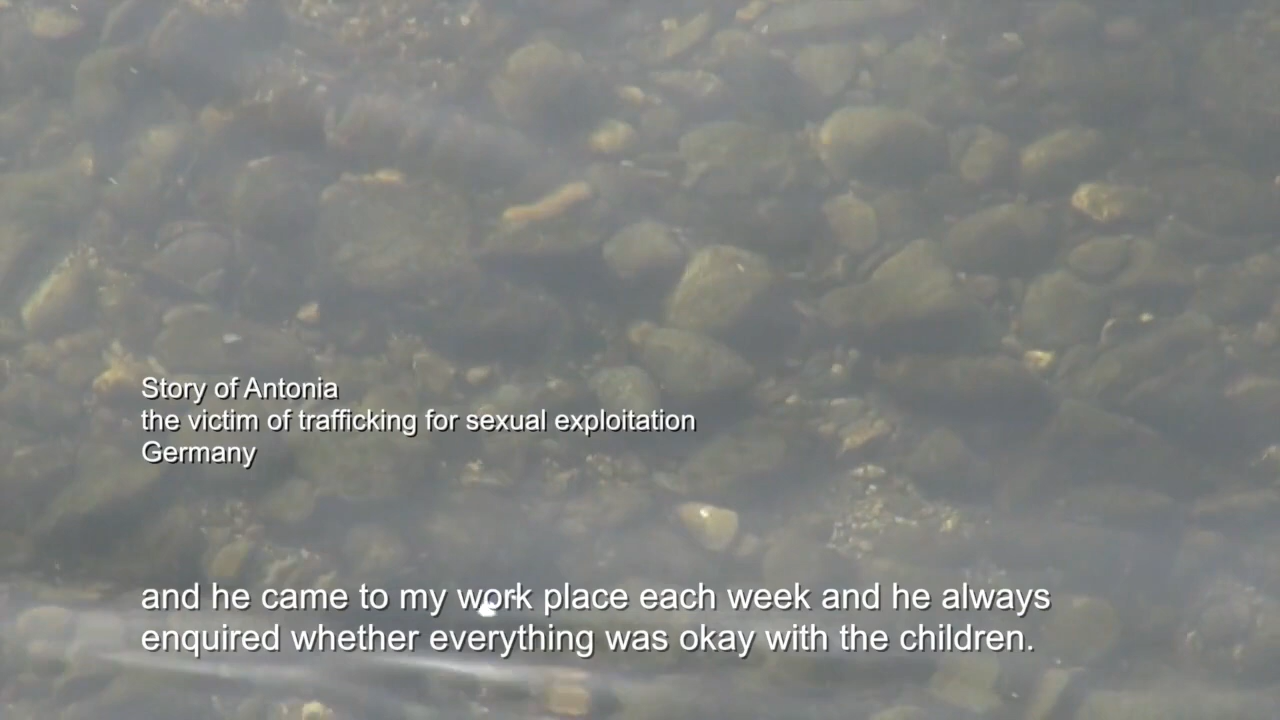 Story of Antonia
the victim of trafficking for sexual exploitation
Germany
and he came to my work place each week and he always
enquired whether everything was okay with the children.